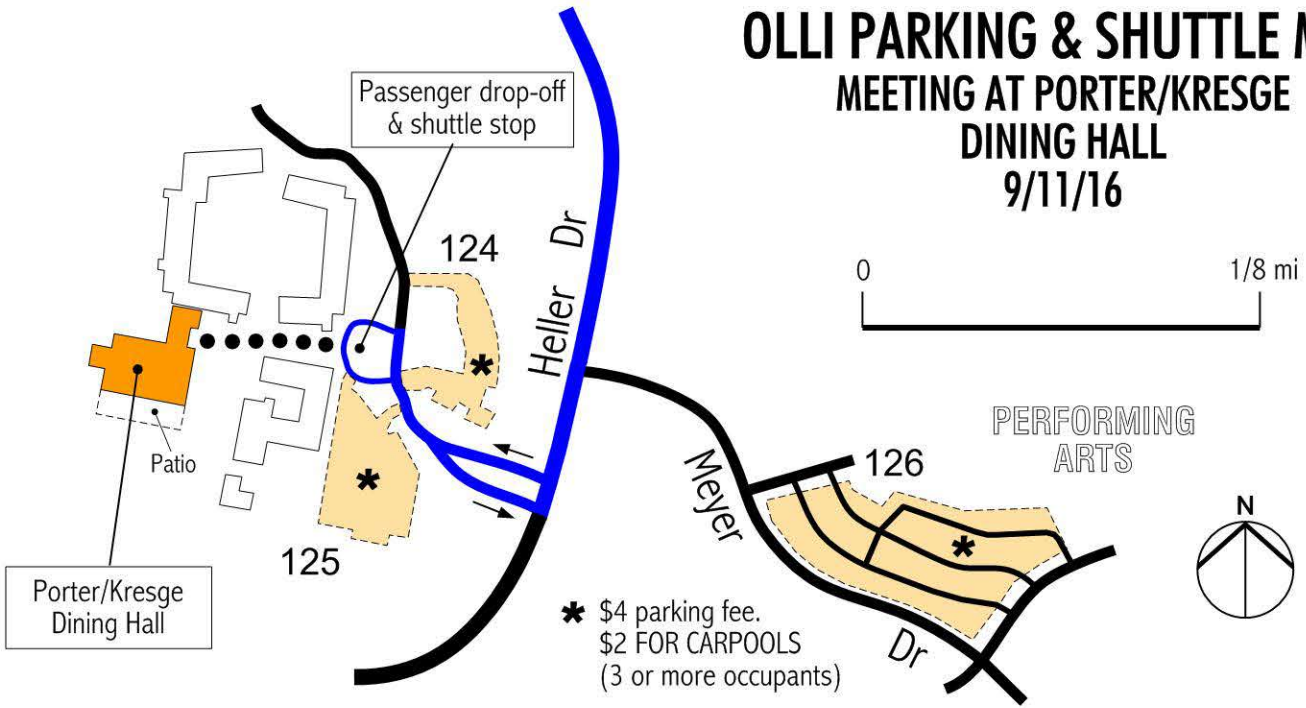 OLLI PARKING & SHUTTLE
MEETING AT PORTER/KRESGE
DINING HALL
9/11/16
Passenger drop-off
& shuttle stop
124
Heller Dr
0
1/8 mi
PERFORMING
ARTS
126
Meyer
Dr
N
Patio
125
Porter/Kresge
Dining Hall
* $4 parking fee.
$2 FOR CARPOOLS
(3 or more occupants)
*
*
*